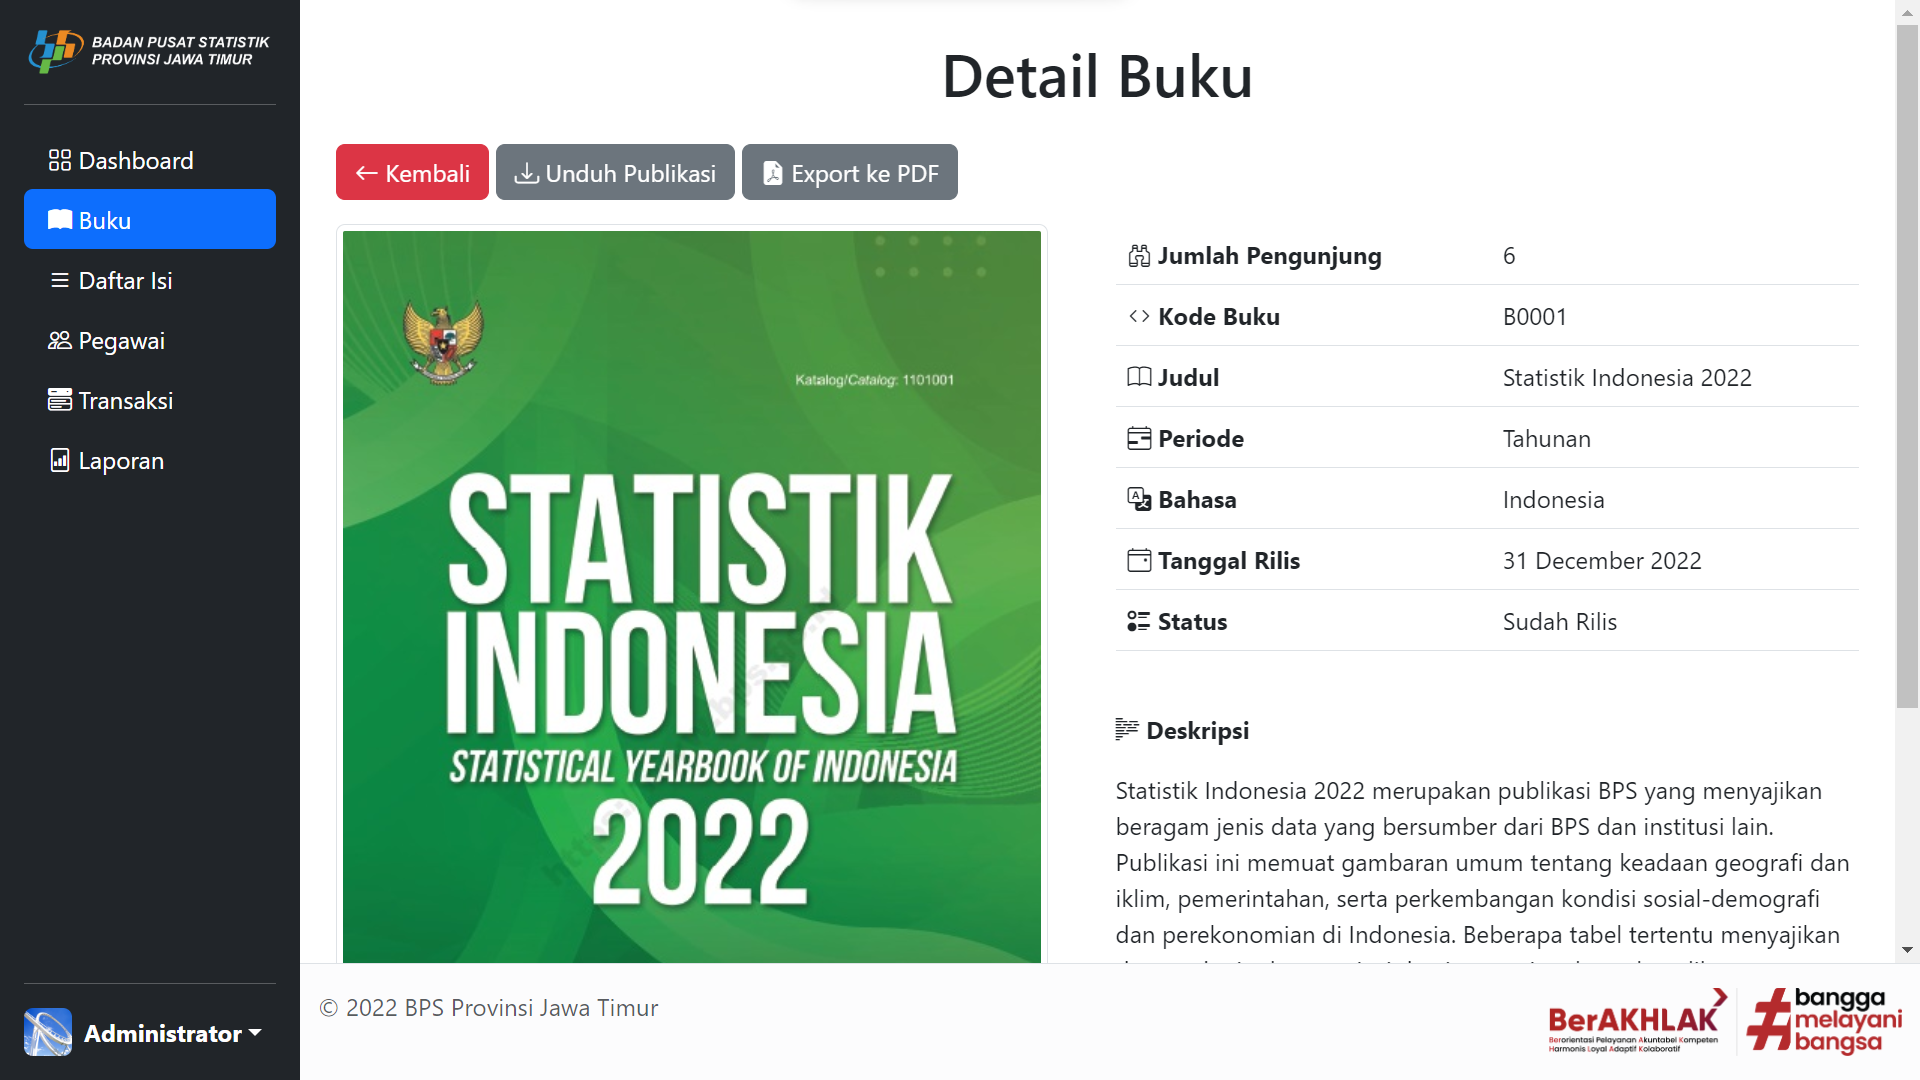 BADAN PUSAT STATISTIK
PROVINSI JAWA TIMUR
Dashboard
Buku
Daftar Isi
Pegawai
Transaksi
Laporan
Administrator
Detail Buku
Kembali
Unduh Publikasi
Export ke PDF
Katalog/Catalog: 1101001
STATISTIK
INDONESIA
STATISTICAL YEARBOOK OF INDONESIA
2022
Jumlah Pengunjung 6
Kode Buku B0001
Judul Statistik Indonesia 2022
Periode Tahunan
Bahasa Indonesia
Tanggal Rilis 31 December 2022
Status Sudah Rilis
Deskripsi
Statistik Indonesia 2022 merupakan publikasi BPS yang menyajikan
beragam jenis data yang bersumber dari BPS dan institusi lain.
Publikasi ini memuat gambaran umum tentang keadaan geografi dan
iklim, pemerintahan, serta perkembangan kondisi sosial-demografi
dan perekonomian di Indonesia. Beberapa tabel tertentu menyajikan
© 2022 BPS Provinsi Jawa Timur
BerAKHLAK
Berorientasi Pelayanan Akuntabel Kompeten
Harmonis Loyal Adaptif Kolaboratif
#bangga
melayani
bangsa